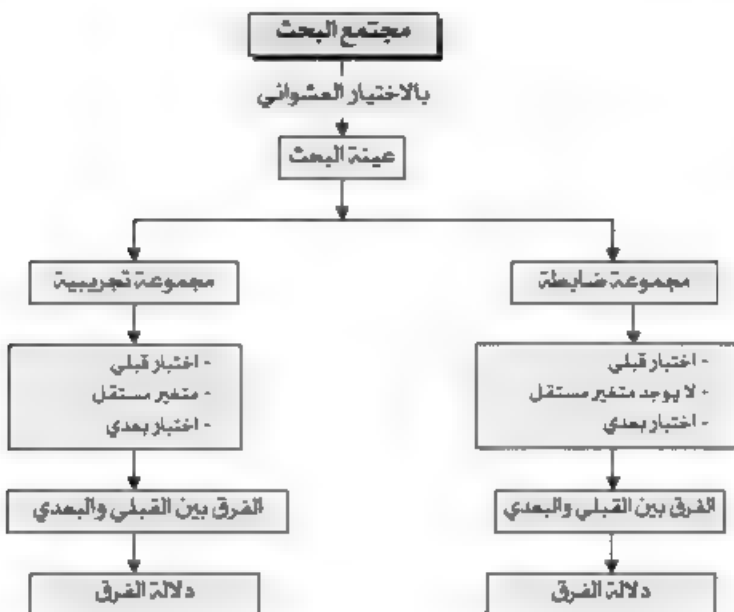 مجتمع البحث
بالاختيار العشوائي
عينة البحث
مجموعة ضابطة
مجموعة تجريبية
- اختبار قبلي
- لا يوجد متغير مستقل
- اختبار بعدي
- اختبار قبلي
- متغير مستقل
- اختبار بعدي
الفرق بين القبلي والبعدي
الفرق بين القبلي والبعدي
دلالة الفرق
دلالة الفرق